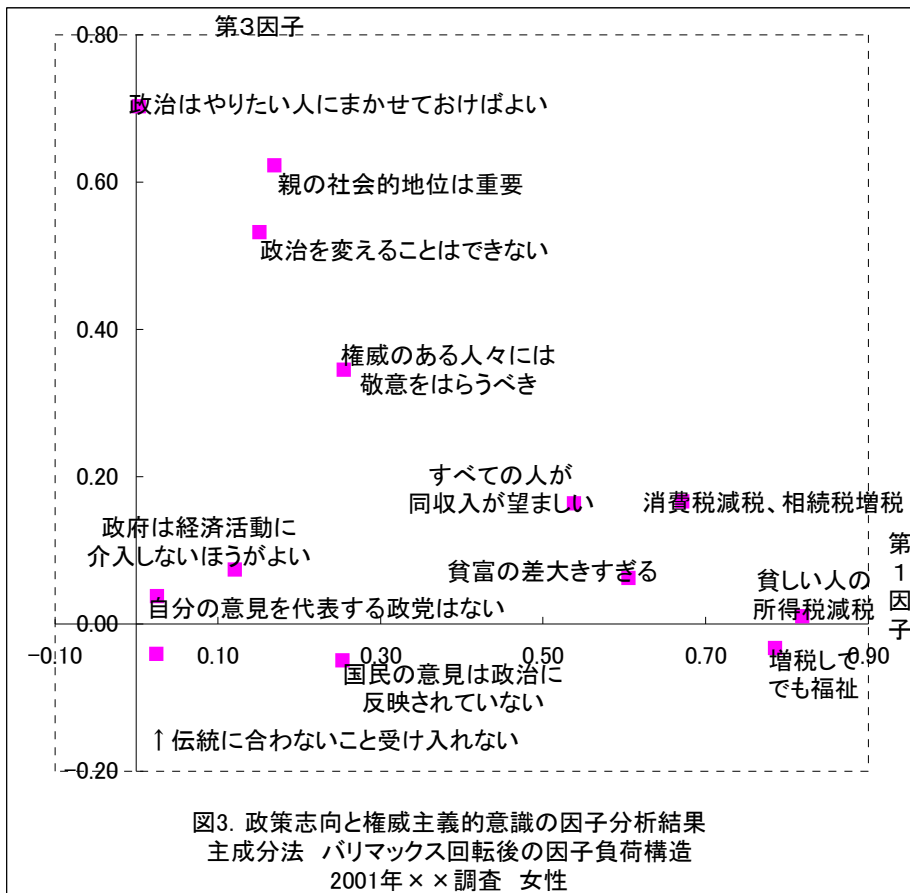 第3因子
0.80
政治はやりたい人にまかせておけばよい
0.60
親の社会的地位は重要
政治を変えることはできない
0.40
権威のある人々には
敬意をはらうべき
0.20
すべての人が
同収入が望ましい
消費税減税、相続税増税
政府は経済活動に
介入しないほうがよい
貧富の差大きすぎる
第1因子
貧しい人の
所得税減税
自分の意見を代表する政党はない
0.00
−0.10
0.10
0.30
0.50
0.70
0.90
国民の意見は政治に
反映されていない
増税して
でも福祉
↑伝統に合わないこと受け入れない
−0.20
図3. 政策志向と権威主義的意識の因子分析結果
主成分法 バリマックス回転後の因子負荷構造
2001年××調査 女性